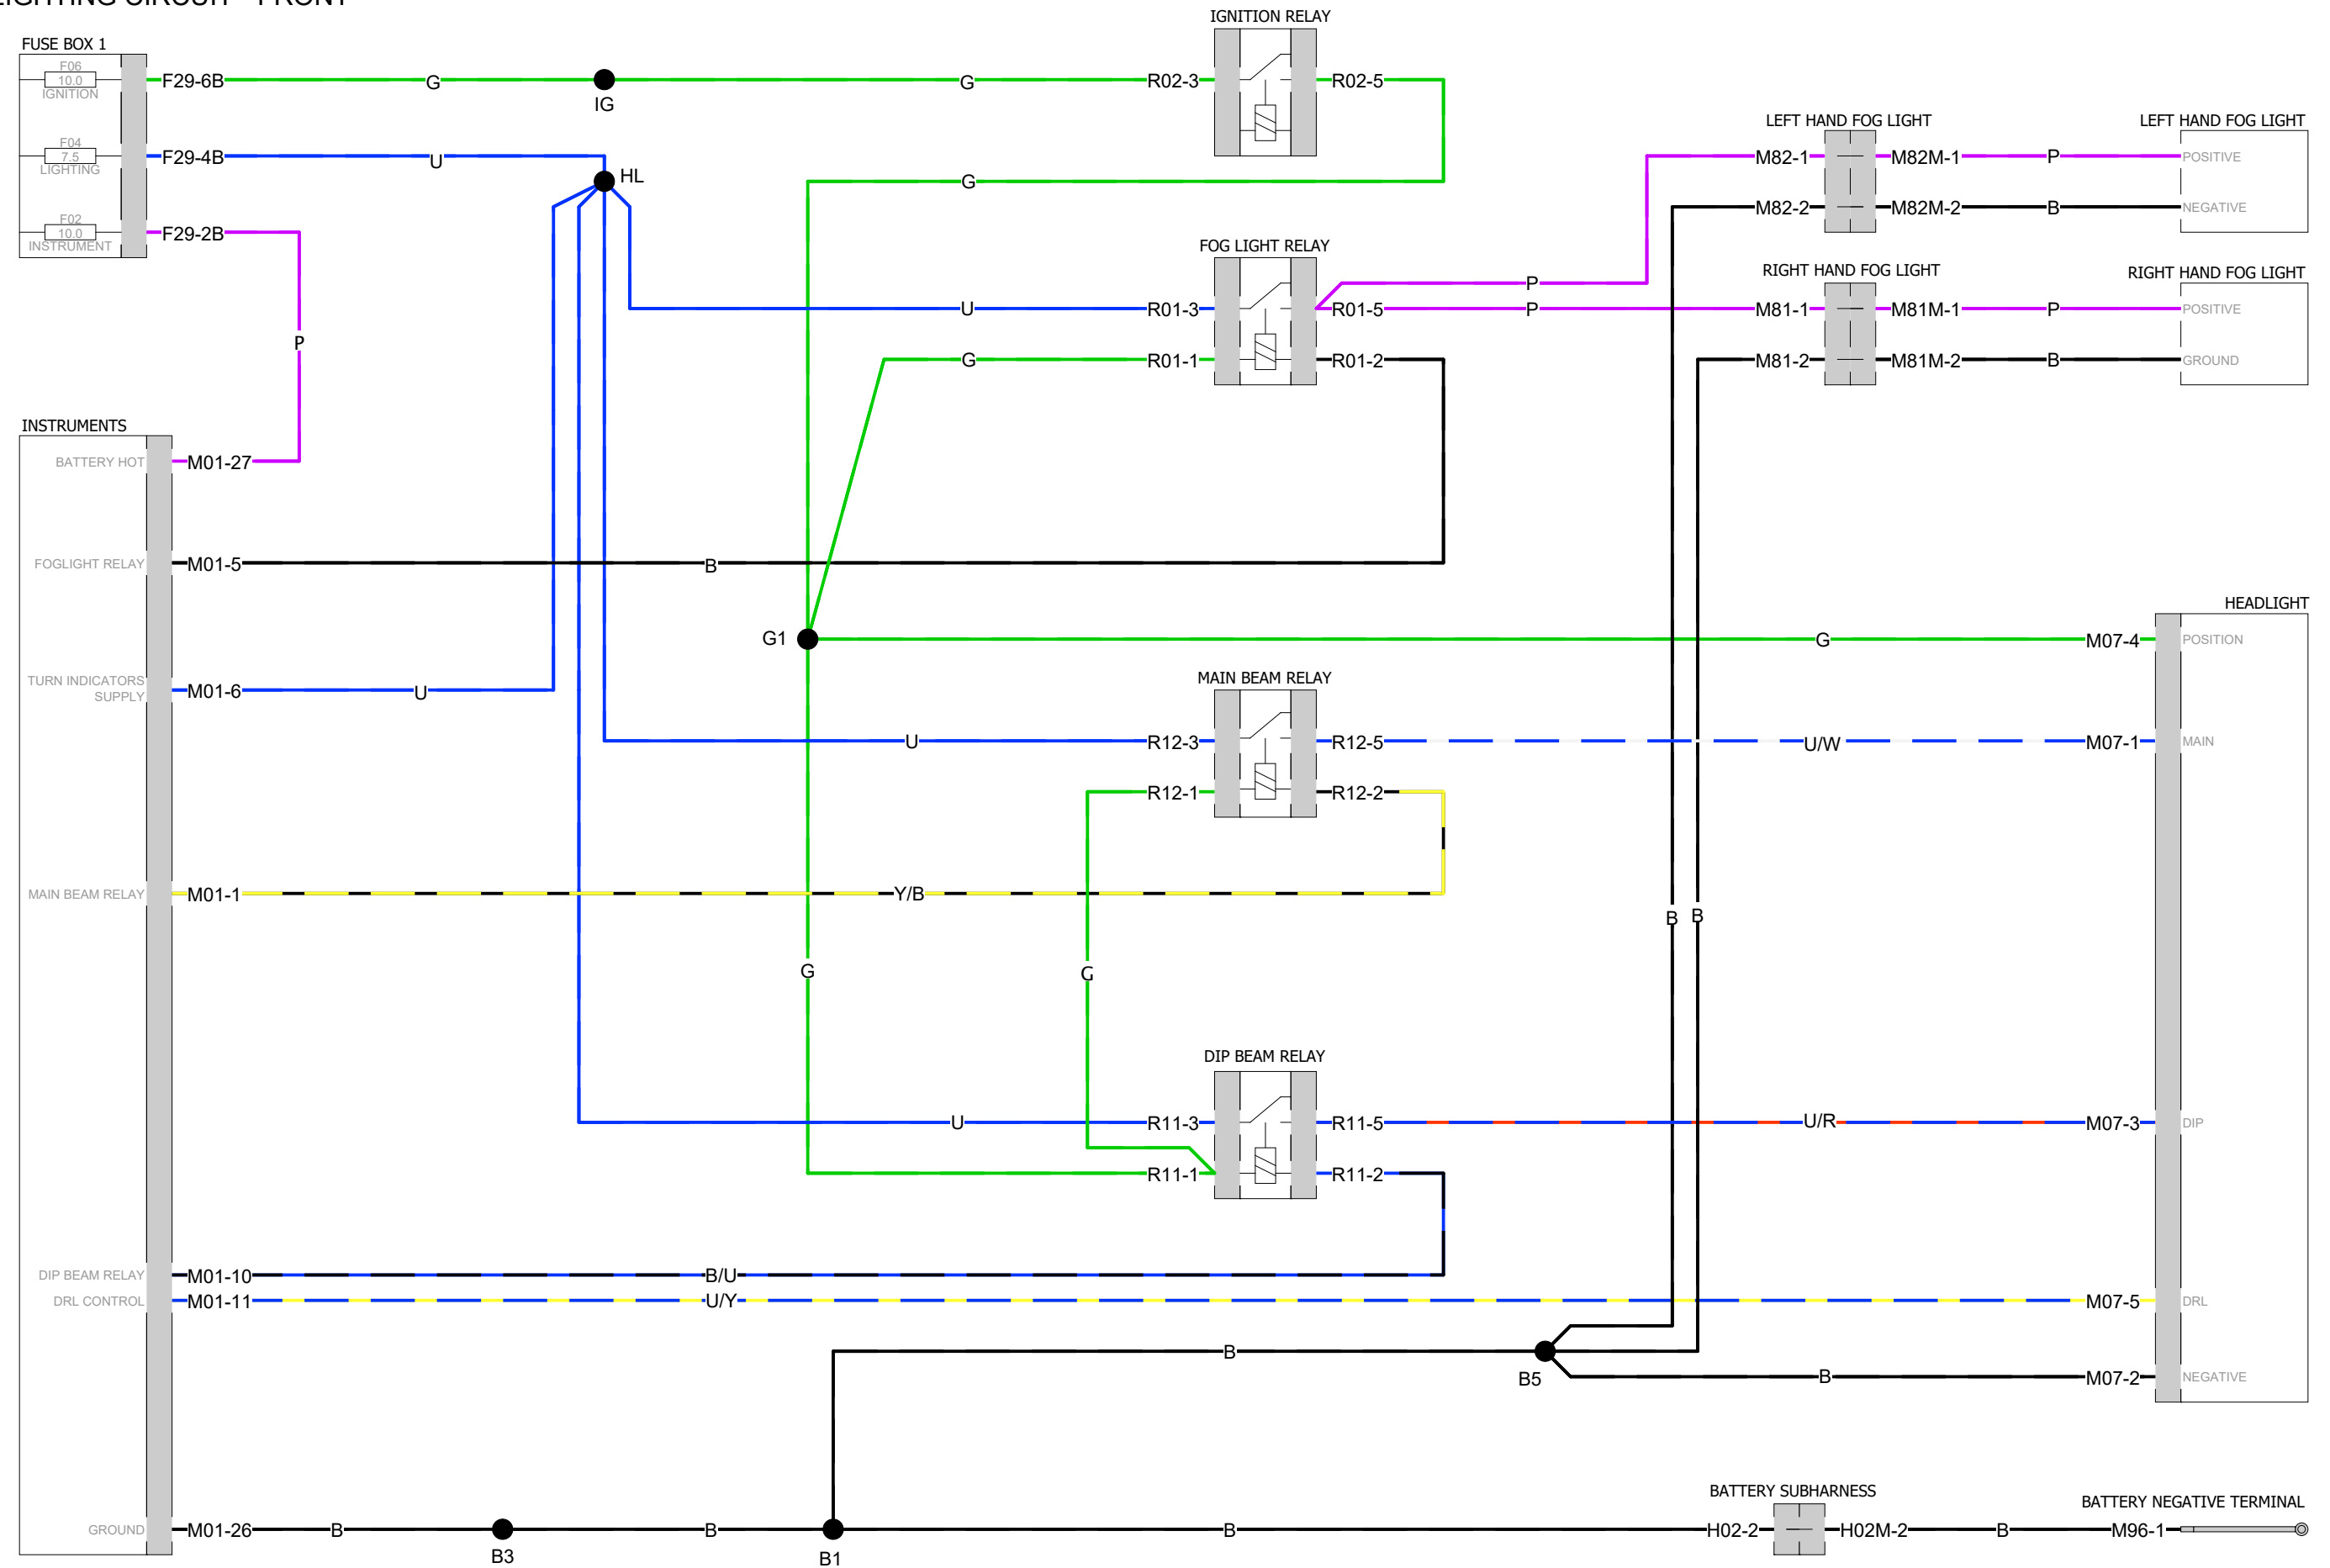 LIGHTING CIRCUIT - FRONT
IGNITION RELAY
FUSE BOX 1
F06
10.0
IGNITION
F29-6B
G
IG
G
R02-3
R02-5
F04
7.5
LIGHTING
F29-4B
U
HL
G
F02
10.0
INSTRUMENT
F29-2B
P
LEFT HAND FOG LIGHT
LEFT HAND FOG LIGHT
M82-1
M82M-1
P
POSITIVE
M82-2
M82M-2
B
NEGATIVE
FOG LIGHT RELAY
RIGHT HAND FOG LIGHT
RIGHT HAND FOG LIGHT
P
U
R01-3
R01-5
P
M81-1
M81M-1
P
POSITIVE
G
R01-1
R01-2
M81-2
M81M-2
B
GROUND
INSTRUMENTS
BATTERY HOT
M01-27
FOGLIGHT RELAY
M01-5
B
HEADLIGHT
G1
G
M07-4
POSITION
TURN INDICATORS
SUPPLY
M01-6
U
MAIN BEAM RELAY
U
R12-3
R12-5
U/W
M07-1
MAIN
R12-1
R12-2
MAIN BEAM RELAY
M01-1
Y/B
B
B
G
G
DIP BEAM RELAY
U
R11-3
R11-5
U/R
M07-3
DIP
R11-1
R11-2
DIP BEAM RELAY
M01-10
B/U
DRL CONTROL
M01-11
U/Y
M07-5
DRL
B
B5
B
M07-2
NEGATIVE
BATTERY SUBHARNESS
BATTERY NEGATIVE TERMINAL
GROUND
M01-26
B
B3
B
B1
B
H02-2
H02M-2
B
M96-1